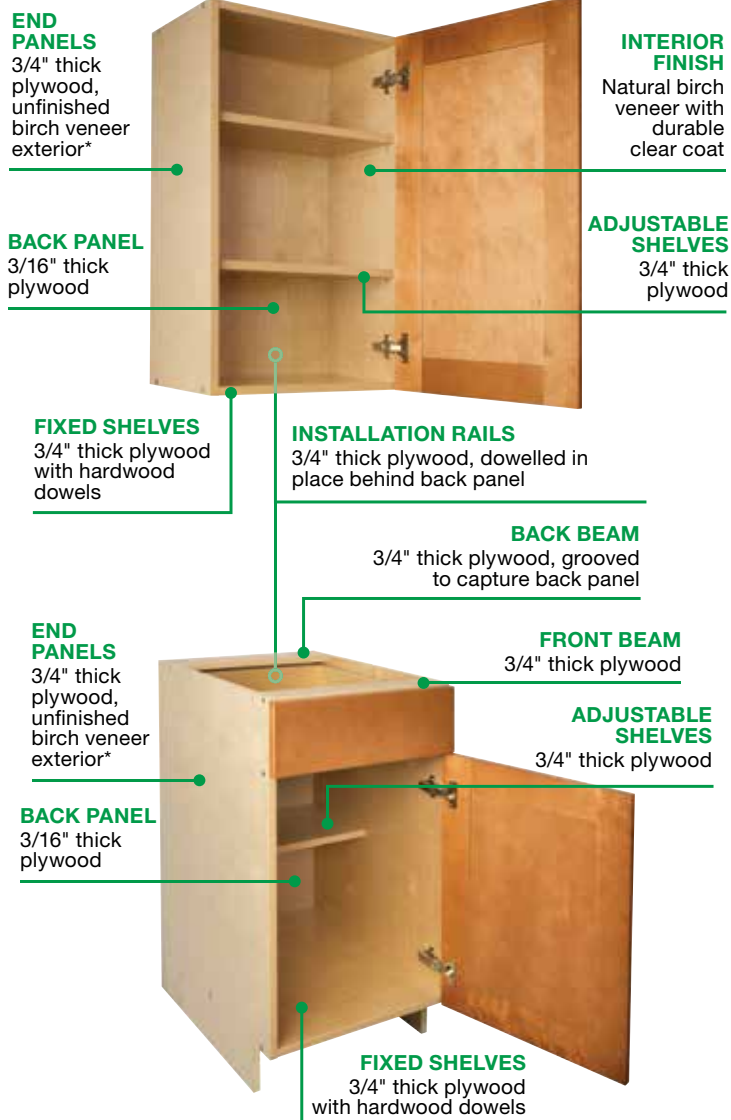 END
PANELS
3/4" thick
plywood,
unfinished
birch veneer
exterior*
INTERIOR
FINISH
Natural birch
veneer with
durable
clear coat
BACK PANEL
3/16" thick
plywood
ADJUSTABLE
SHELVES
3/4" thick
plywood
FIXED SHELVES
3/4" thick plywood
with hardwood
dowels
INSTALLATION RAILS
3/4" thick plywood, dowelled in
place behind back panel
BACK BEAM
3/4" thick plywood, grooved
to capture back panel
END
PANELS
3/4" thick
plywood,
unfinished
birch veneer
exterior*
FRONT BEAM
3/4" thick plywood
ADJUSTABLE
SHELVES
3/4" thick plywood
BACK PANEL
3/16" thick
plywood
FIXED SHELVES
3/4" thick plywood
with hardwood dowels